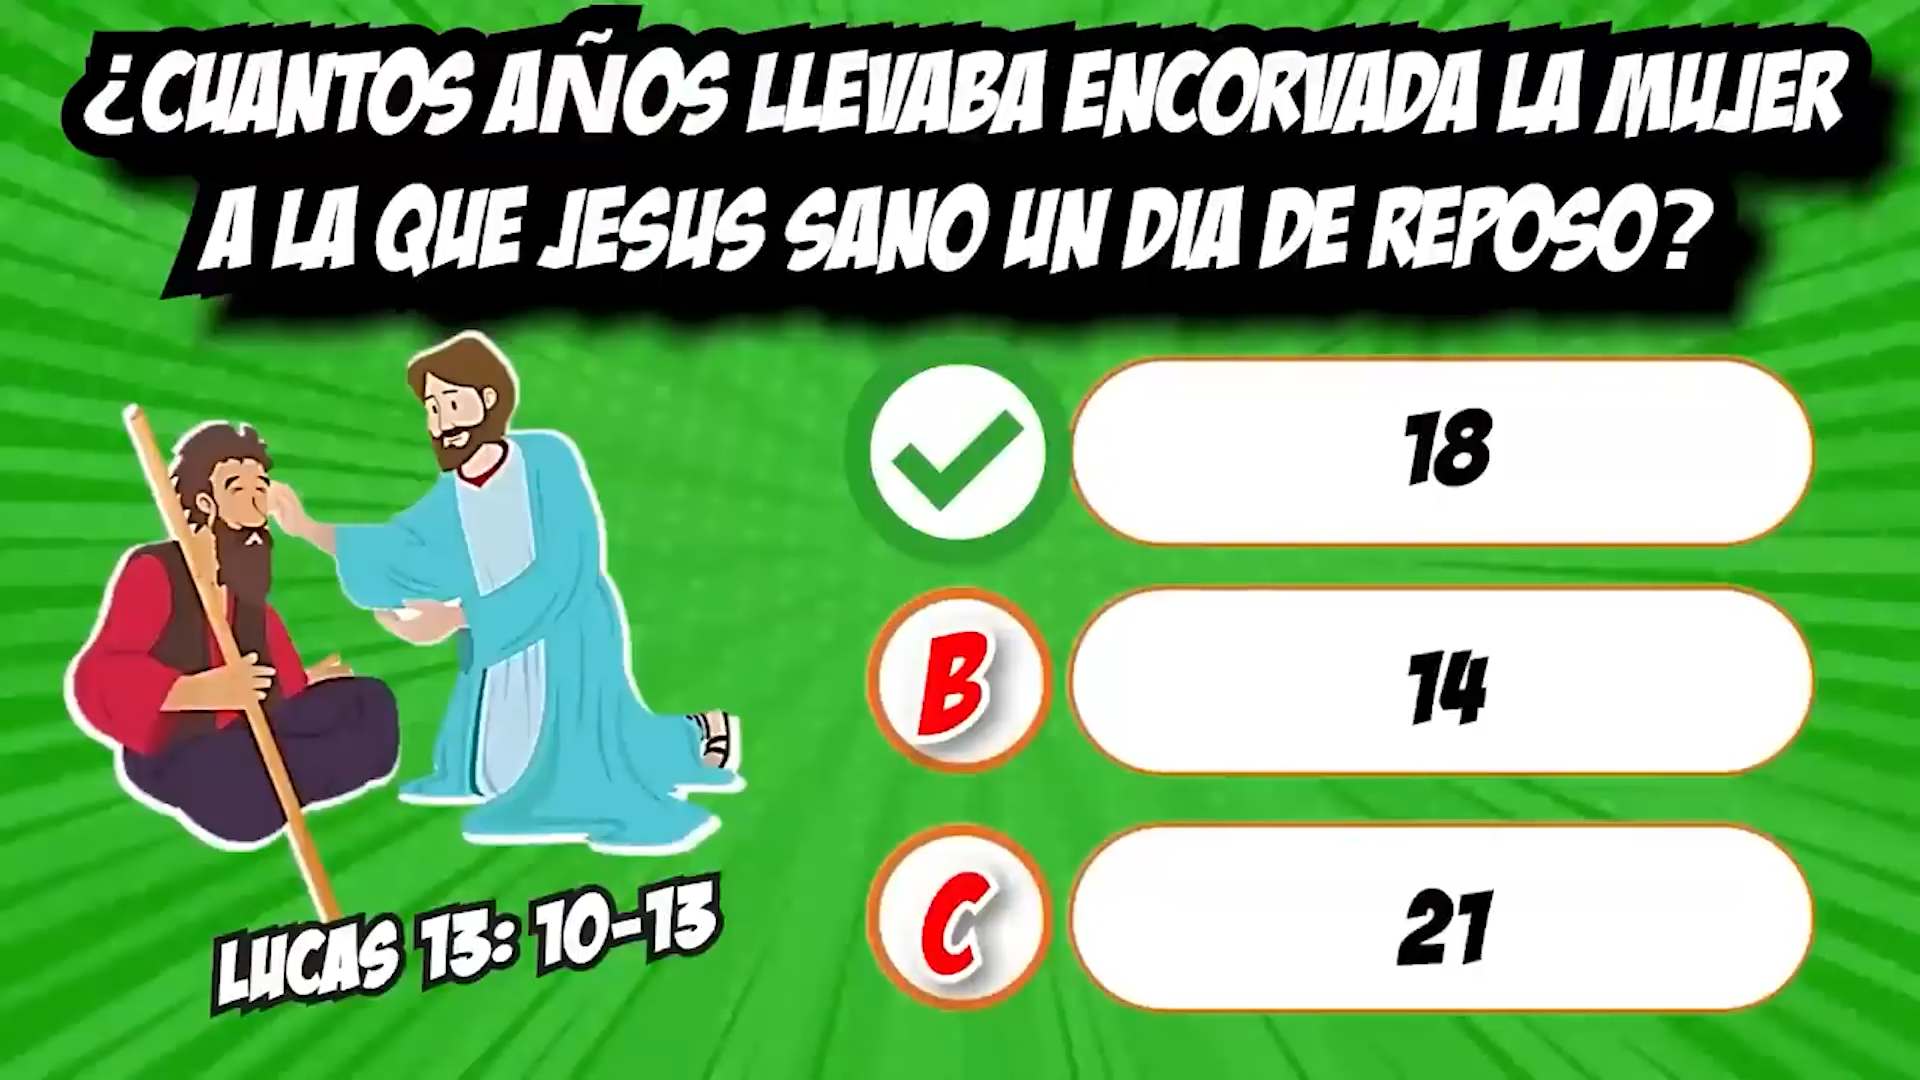 ¿CUANTOS AÑOS LLEVABA ENCORVADA LA MUJER
A LA QUE JESUS SANO UN DIA DE REPOSO?
18
B
14
C
21
LUCAS 13: 10-13